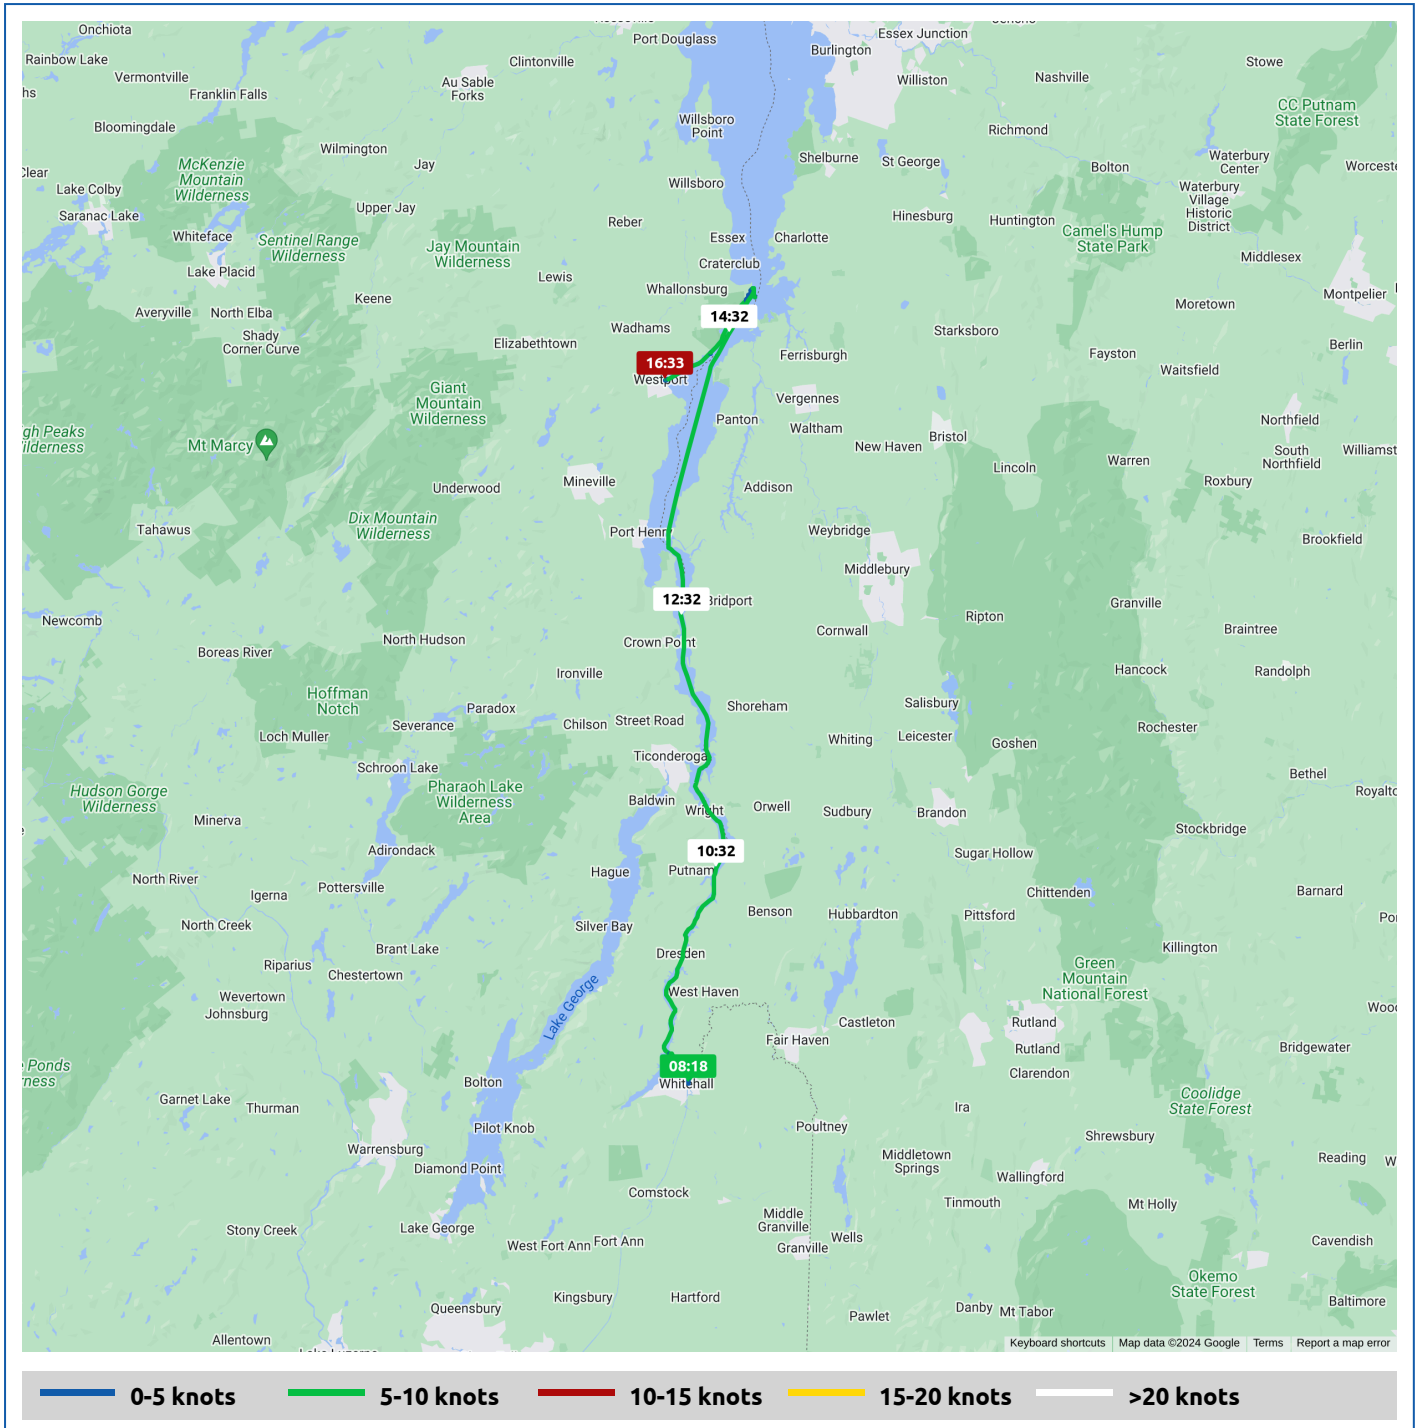 Onchiota
Port Douglass
Essex Junction
Burlington
Rainbow Lake
Clintonville
Stowe
Vermontville
Au Sable
Forks
Williston
Nashville
Franklin Falls
CC Putnam
State Forest
Bloomingdale
Willsboro
Point
Richmond
Wilmington
Jay
Shelburne
St George
Waterbury
Center
McKenzie
Mountain
Wilderness
Bolton
Lake Colby
Willsboro
Waterbury
Village
Historic
District
Saranac Lake
Upper Jay
Reber
Hinesburg
Huntington
Whiteface
Sentinel Range
Wilderness
Jay Mountain
Wilderness
Essex
Charlotte
Camel's Hump
State Park
Lake Placid
Lewis
Craterclub
Middlesex
Whallonsburg
Keene
Montpelier
Averyville
North Elba
14:32
Moretown
Shady
Corner Curve
Elizabethtown
Wadhams
Starksboro
Berlin
16:33
Westport
Ferrisburgh
Fayston
Waitsfield
Giant
Mountain
Wilderness
Vergennes
Panton
Waltham
Northfield
Mt Marcy
New Haven
Bristol
South
Northfield
Lincoln
Warren
Mineville
Underwood
Addison
Roxbury
Tahawus
Dix Mountain
Wilderness
Port Henry
Weybridge
Brookfield
Middlebury
12:32
Bridport
Granville
Newcomb
Ripton
North Hudson
Crown Point
Cornwall
Braintree
Boreas River
Ironville
Hancock
Randolph
Hoffman
Notch
Paradox
Shoreham
Salisbury
Severance
Chilson
Street Road
Rochester
Loch Muller
Whiting
Leicester
Goshen
Schroon Lake
Ticonderoga
Bethel
Hudson Gorge
Wilderness
Pharaoh Lake
Wilderness
Area
Baldwin
Wright
Orwell
Sudbury
Brandon
Minerva
Stockbridge
Adirondack
10:32
Sugar Hollow
North River
Pottersville
Hague
Putnam
Chittenden
Barnard
Igerna
Benson
Hubbardton
Pittsford
North Creek
Silver Bay
Brant Lake
Dresden
Killington
Riparius
Chestertown
Green
Mountain
National Forest
Wevertown
West Haven
Johnsburg
Lake George
Castleton
Rutland
Fair Haven
Rutland
Bridgewater
08:18
Whitehall
Clarendon
Bolton
Garnet Lake
Thurman
Ira
Coolidge
State Forest
Pilot Knob
Poultney
Shrewsbury
Warrensburg
Diamond Point
Middletown
Springs
Wallingford
Reading
Comstock
Tinmouth
Mt Holly
Stony Creek
Lake George
Middle
Granville
West Fort Ann
Fort Ann
Granville
Wells
Cavendish
Okemo
State Forest
Queensbury
Kingsbury
Hartford
Pawlet
Danby
Mt Tabor
Baltimore
Allentown
Keyboard shortcuts
Map data ©2024 Google
Terms
Report a map error
0-5 knots
5-10 knots
10-15 knots
15-20 knots
>20 knots